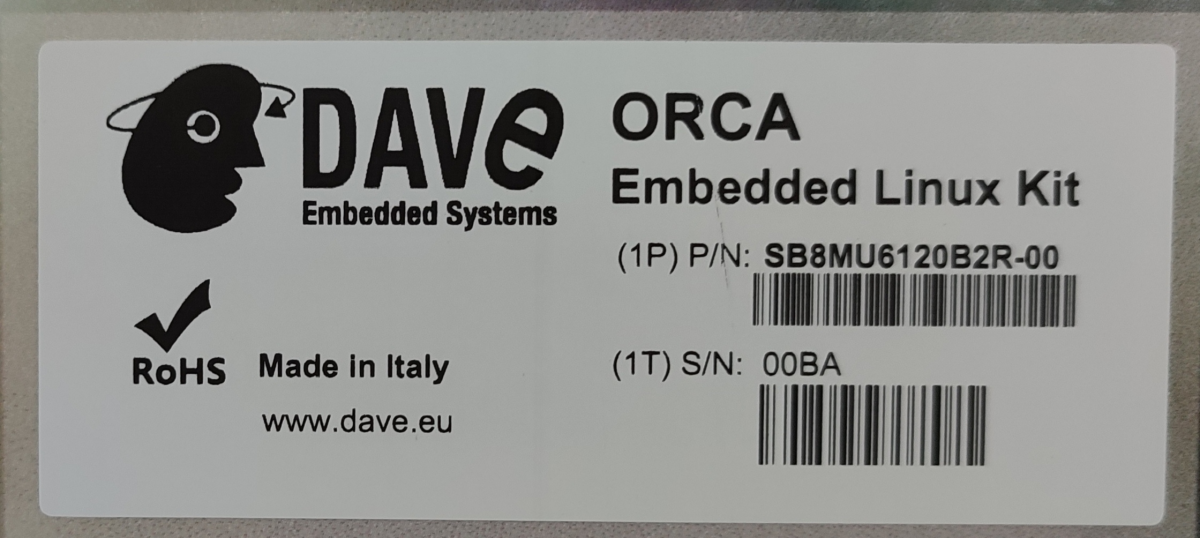 DAVe
Embedded Systems
RoHS
Made in Italy
www.dave.eu
ORCA
Embedded Linux Kit
(1P) P/N: SB8MU6120B2R-00
(1T) S/N: 00BA